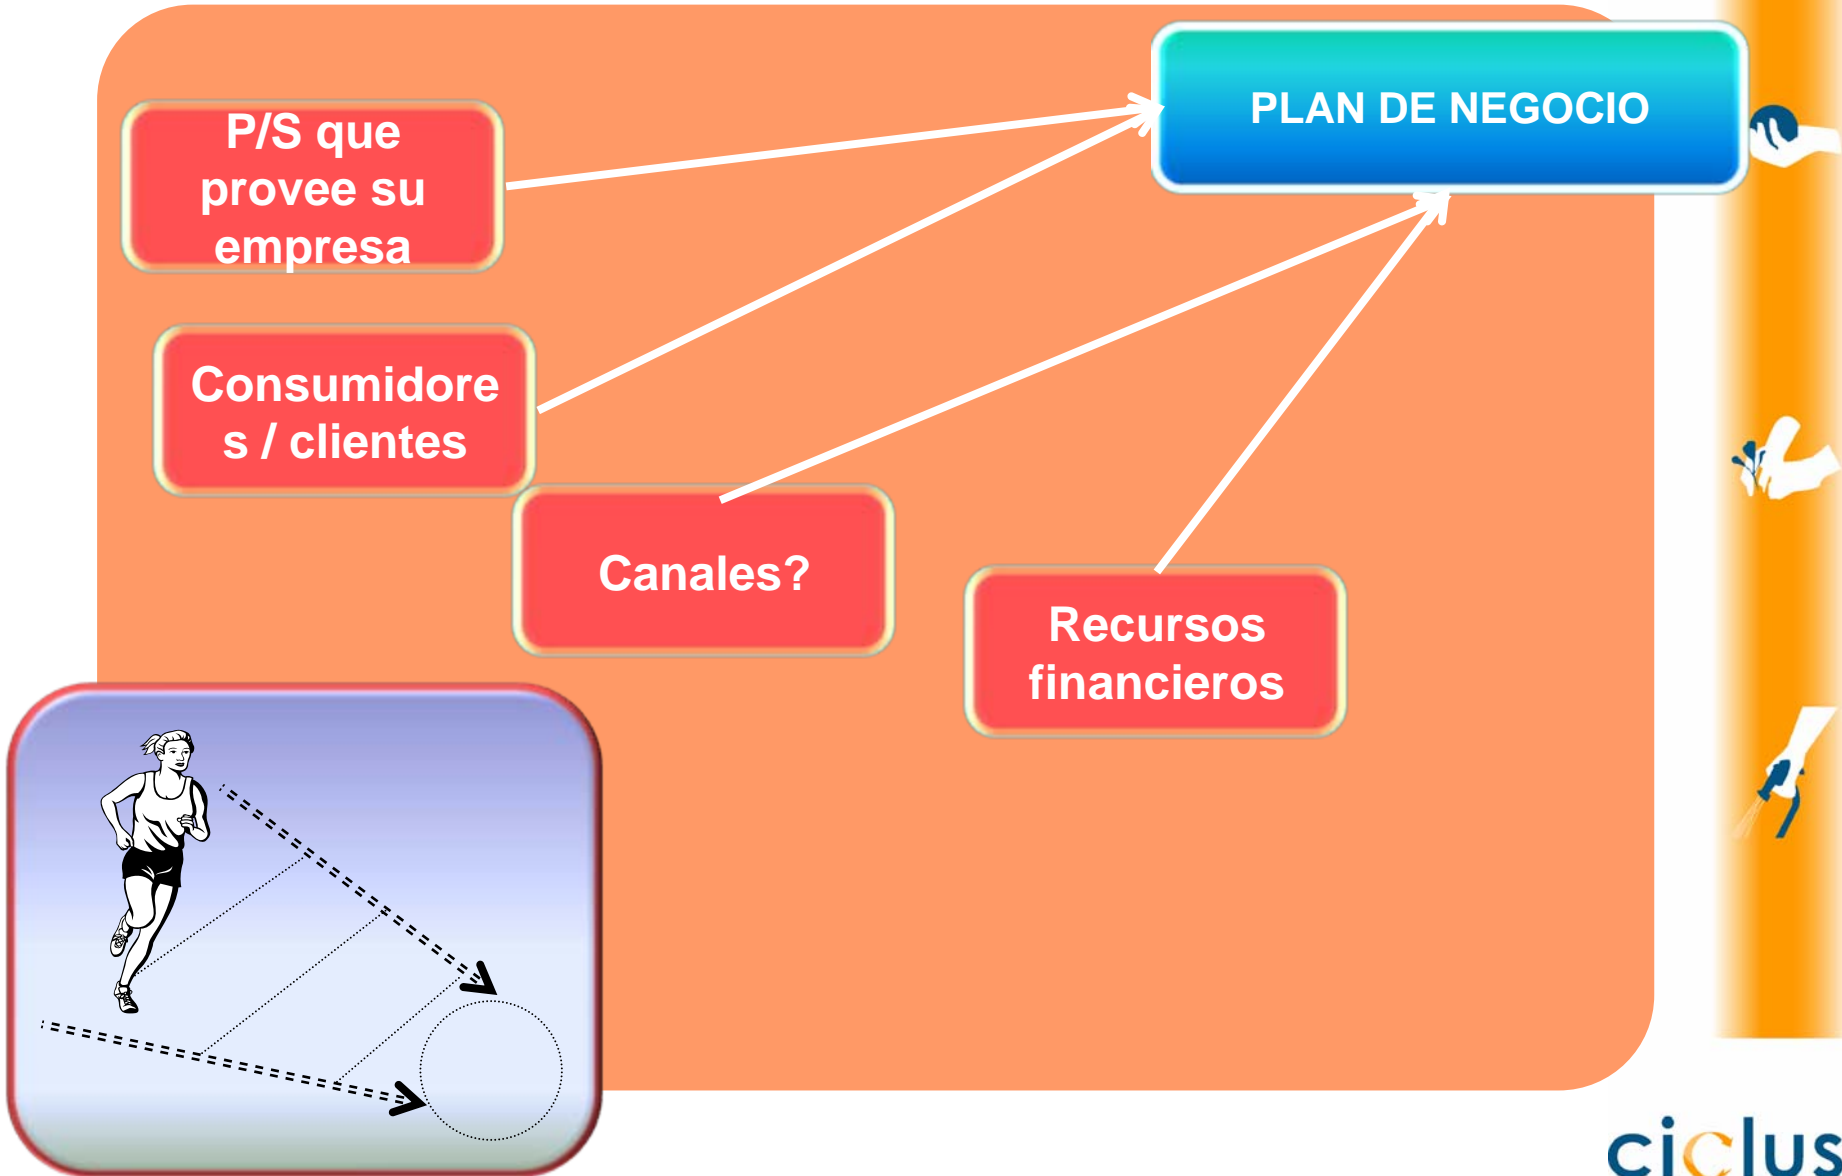 PLAN DE NEGOCIO
P/S que
provee su
empresa
Consumidore
s / clientes
Canales?
Recursos
financieros
ciclus